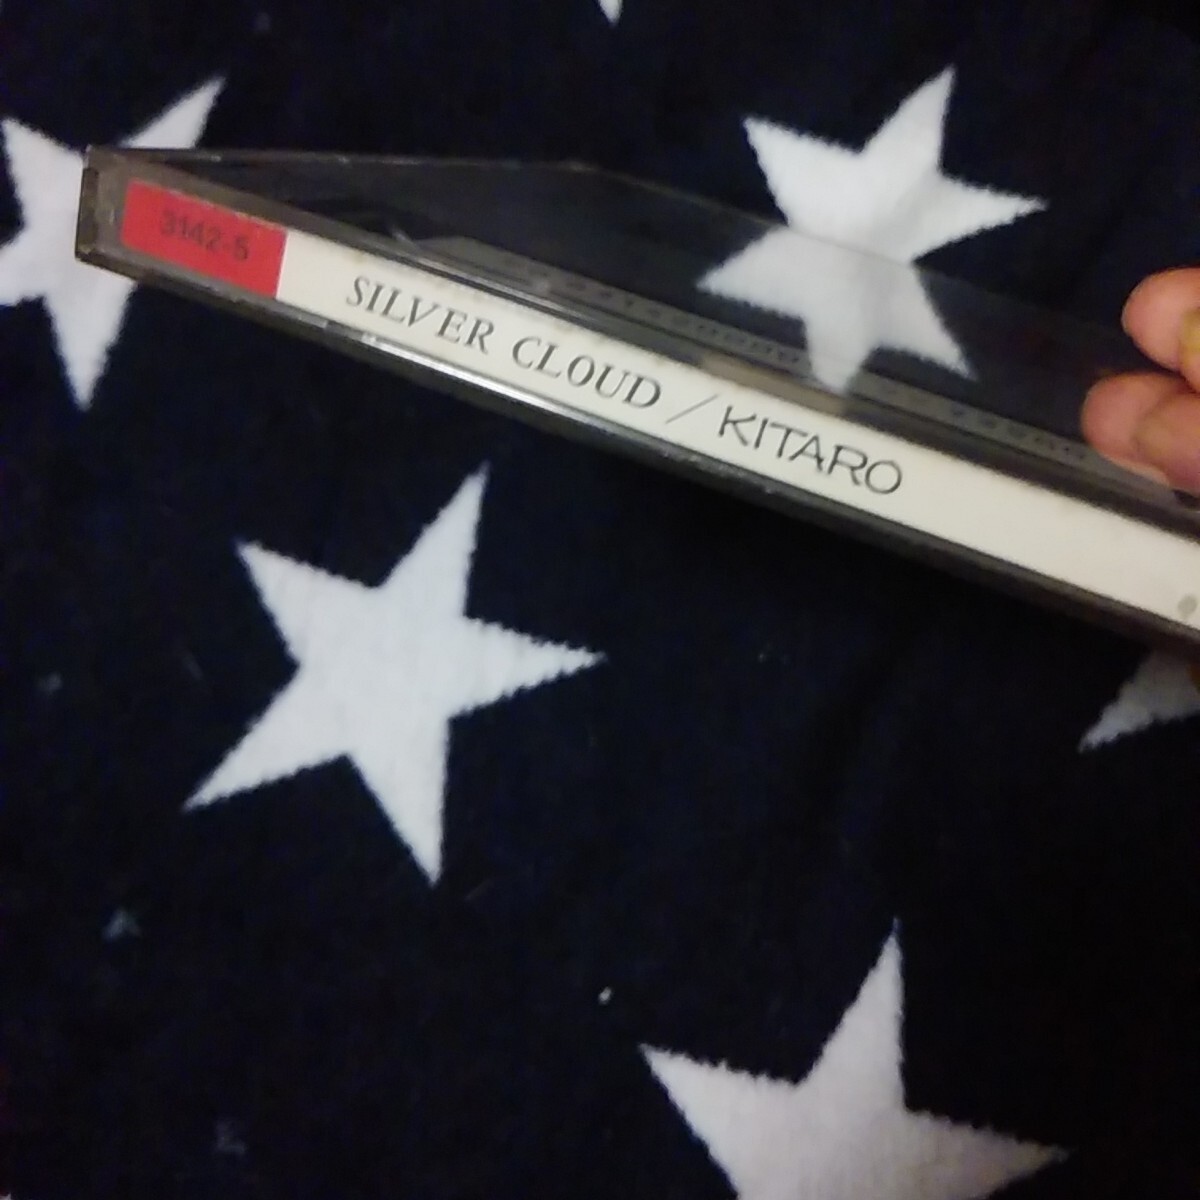 3142-5
SILVER CLOUD / KITARO